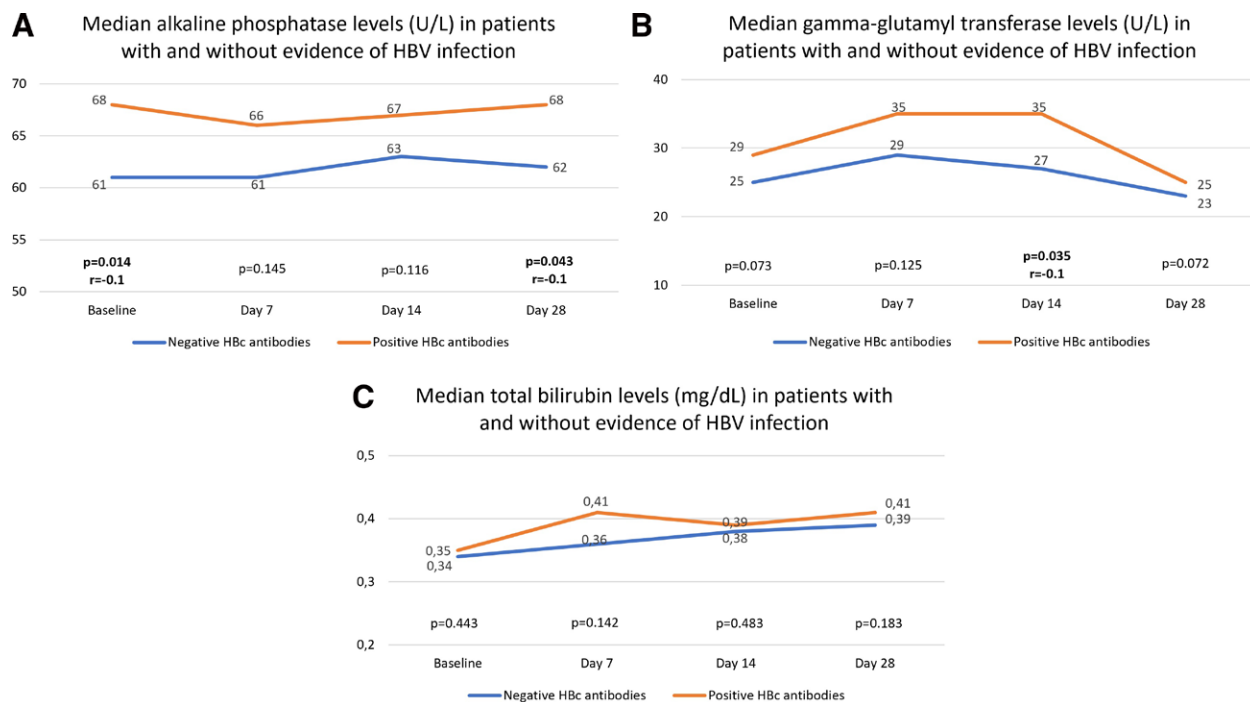 A
Median alkaline phosphatase levels (U/L) in patients
with and without evidence of HBV infection
70
65
60
55
50
68
66
67
68
61
61
63
62
p=0.014
r=-0.1
p=0.145
p=0.116
p=0.043
r=-0.1
Baseline
Day 7
Day 14
Day 28
Negative HBc antibodies
Positive HBc antibodies
B
Median gamma-glutamyl transferase levels (U/L) in
patients with and without evidence of HBV infection
40
30
20
10
29
35
35
25
25
29
27
23
p=0.073
p=0.125
p=0.035
r=-0.1
p=0.072
Baseline
Day 7
Day 14
Day 28
Negative HBc antibodies
Positive HBc antibodies
C
Median total bilirubin levels (mg/dL) in patients with
and without evidence of HBV infection
0,5
0,4
0,3
0,2
0,35
0,41
0,39
0,41
0,34
0,36
0,38
0,39
p=0.443
p=0.142
p=0.483
p=0.183
Baseline
Day 7
Day 14
Day 28
Negative HBc antibodies
Positive HBc antibodies